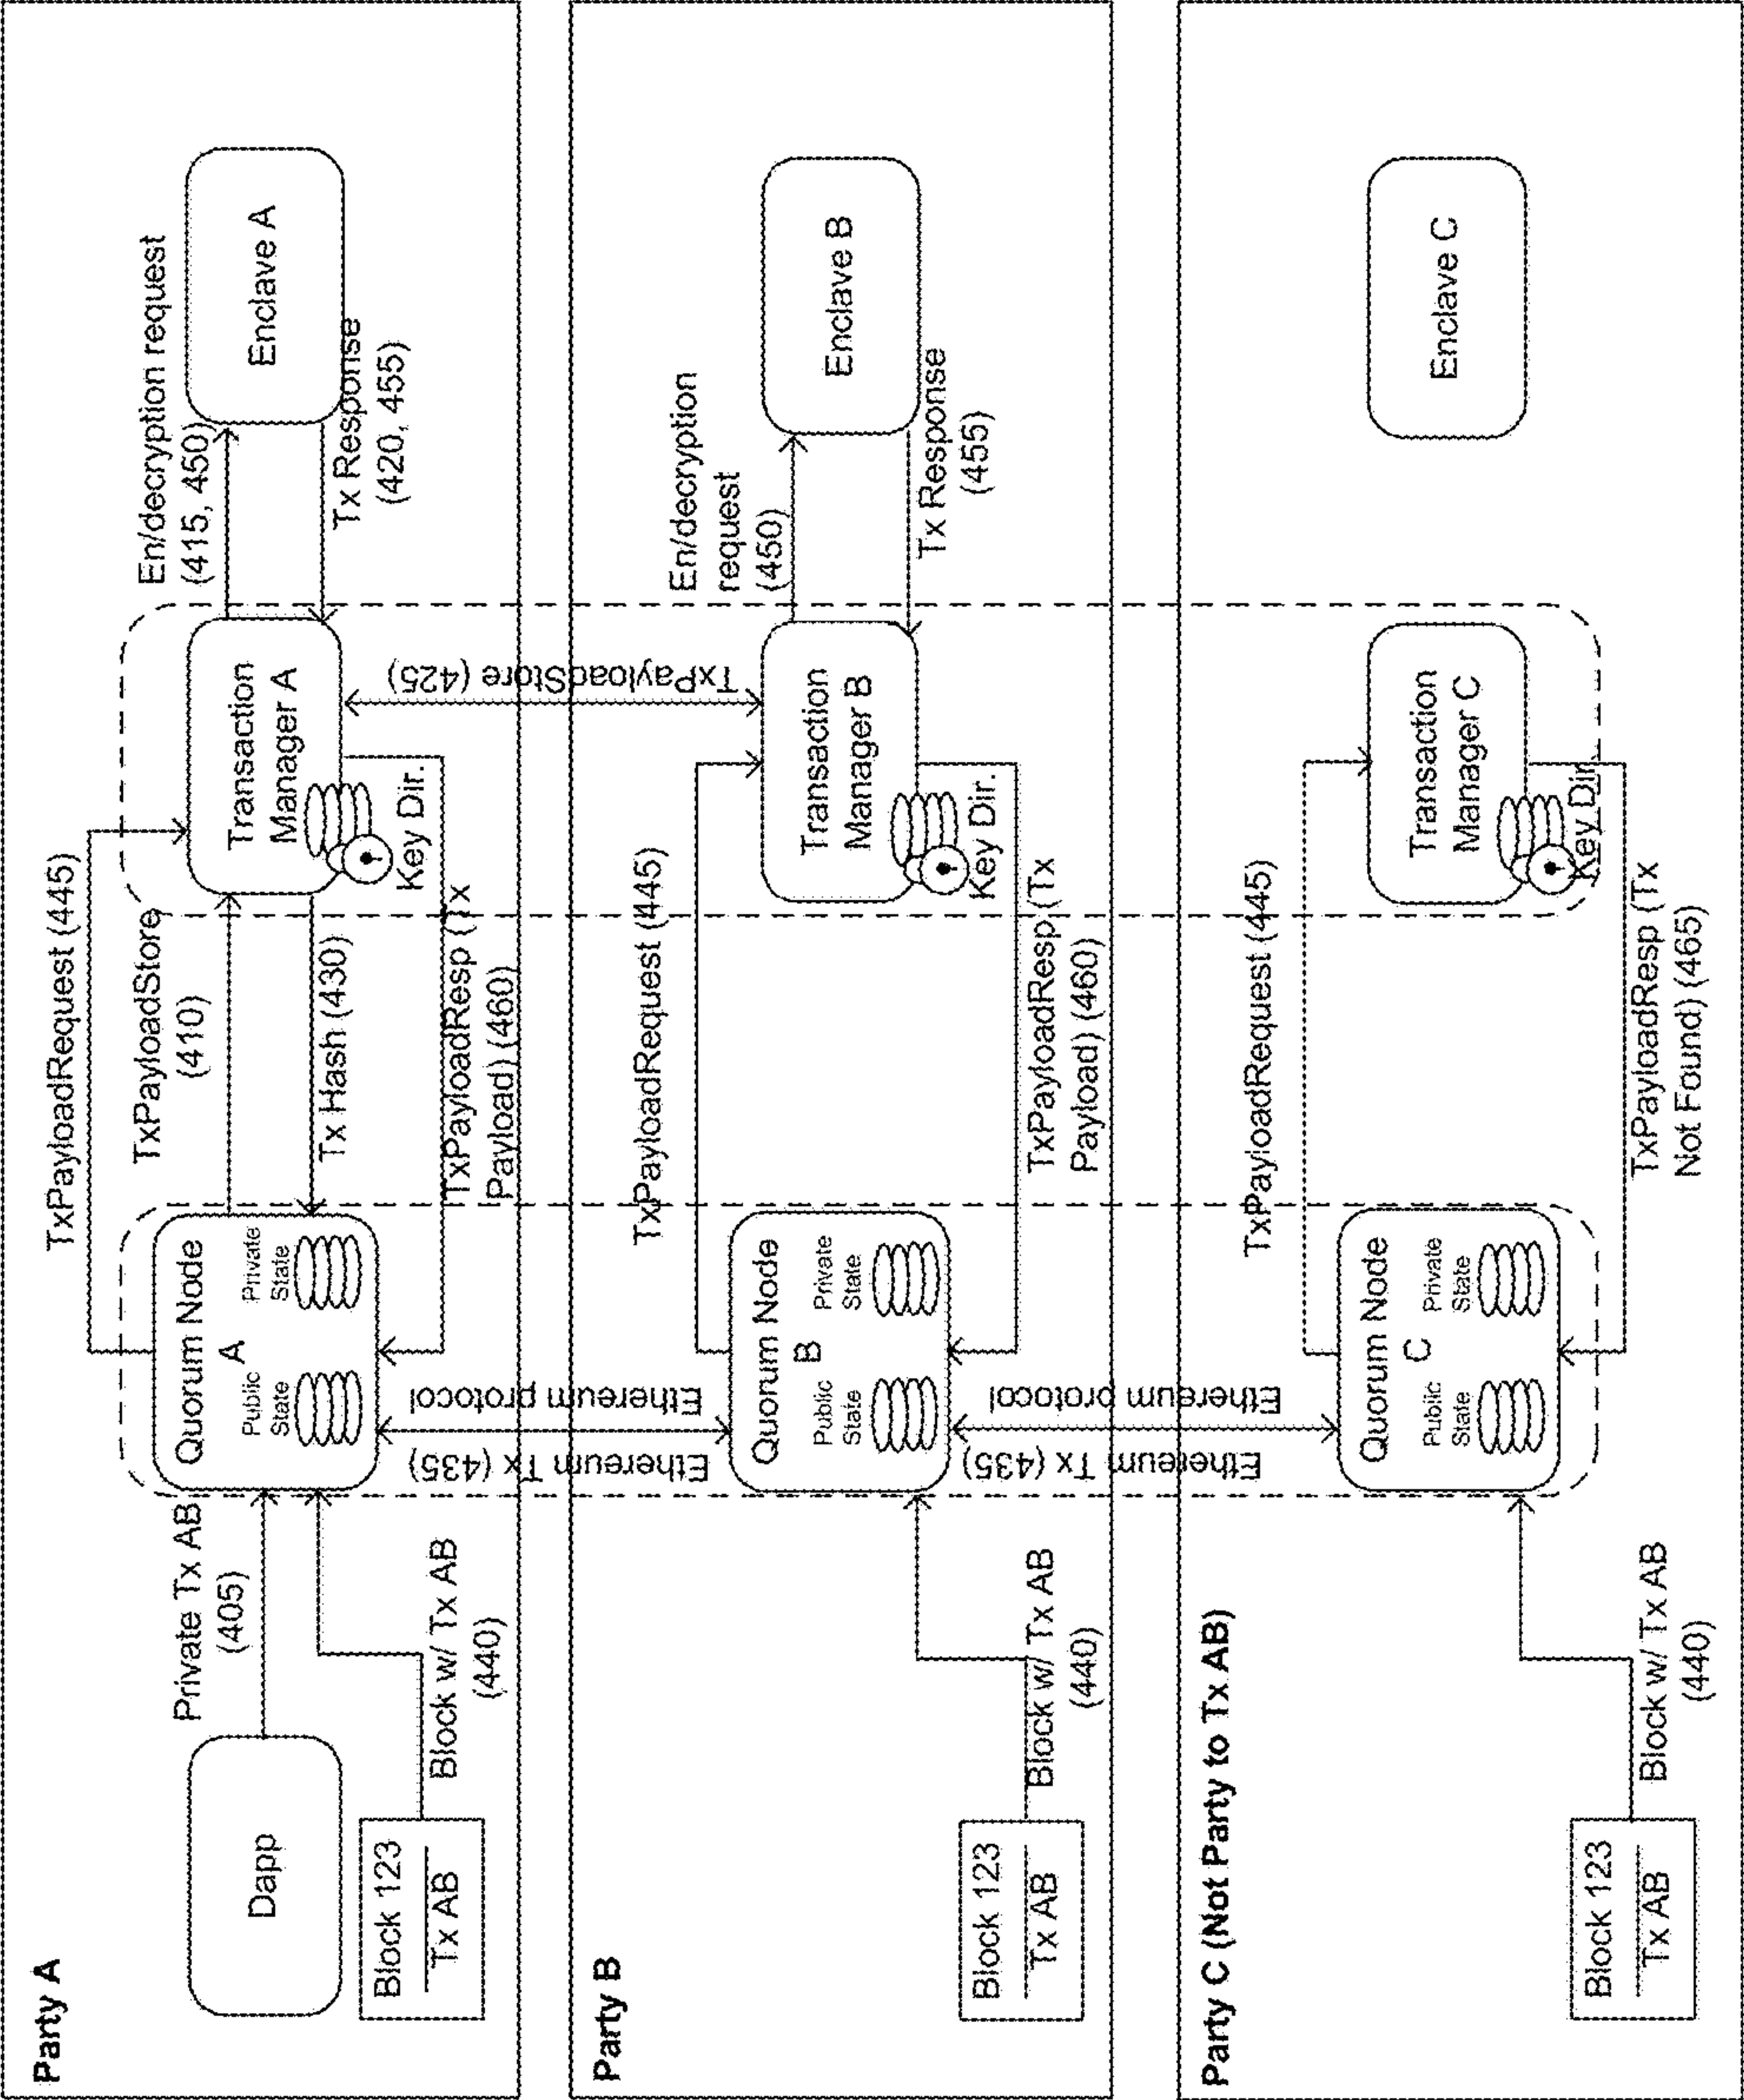 Party A
Dapp
Block 123
Tx AB
Private Tx AB
(405)
Block w/ Tx AB
(440)
Quorum Node
A
Public
State
Private
State
TxPayloadRequest (445)
TxPayloadStore
(410)
Tx Hash (430)
TxPayloadResp (Tx
Payload) (460)
Transaction
Manager A
Key Dir.
En/decryption request
(415, 450)
Tx Response
(420, 455)
Enclave A
Ethereum Tx (435)
Ethereum protocol
TxPayloadStore (425)
Party B
Block 123
Tx AB
Block w/ Tx AB
(440)
Quorum Node
B
Public
State
Private
State
TxPayloadRequest (445)
TxPayloadResp (Tx
Payload) (460)
Transaction
Manager B
Key Dir.
En/decryption
request
(450)
Tx Response
(455)
Enclave B
Ethereum Tx (435)
Ethereum protocol
Party C (Not Party to Tx AB)
Block 123
Tx AB
Block w/ Tx AB
(440)
Quorum Node
C
Public
State
Private
State
TxPayloadRequest (445)
TxPayloadResp (Tx
Not Found) (465)
Transaction
Manager C
Key Dir.
Enclave C